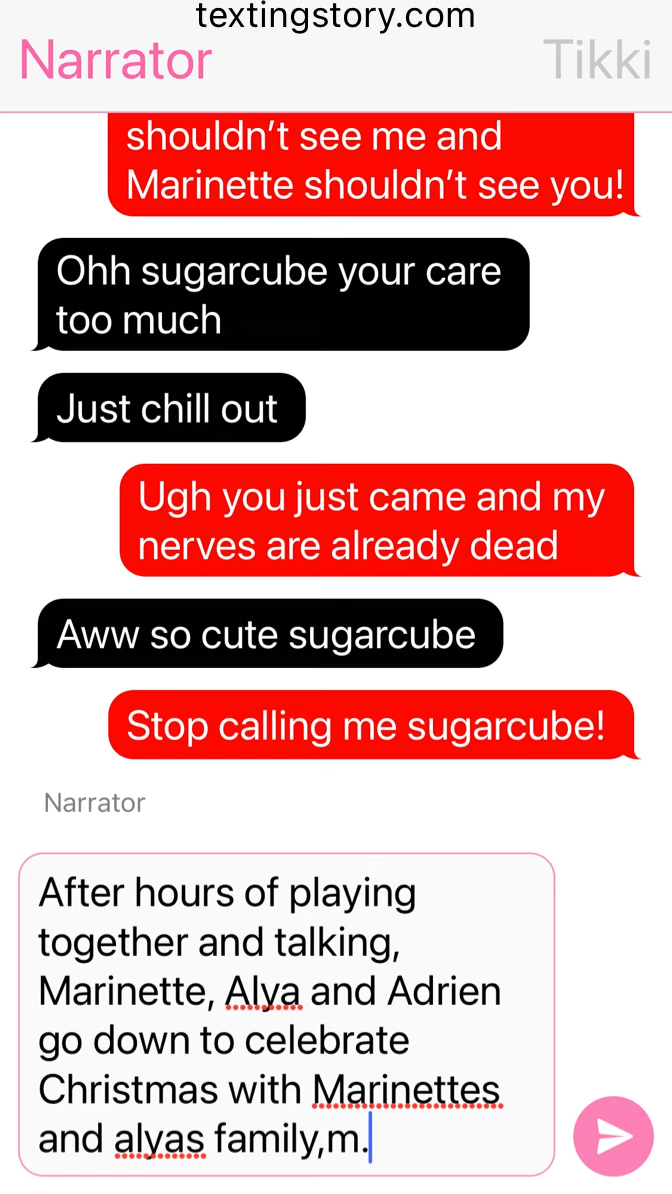 textingstory.com
Narrator Tikki
shouldn't see me and
Marinette shouldn't see you!
Ohh sugarcube your care
too much
Just chill out
Ugh you just came and my
nerves are already dead
Aww so cute sugarcube
Stop calling me sugarcube!
Narrator
After hours of playing
together and talking,
Marinette, Alya and Adrien
go down to celebrate
Christmas with Marinettes
and alyas family,m.